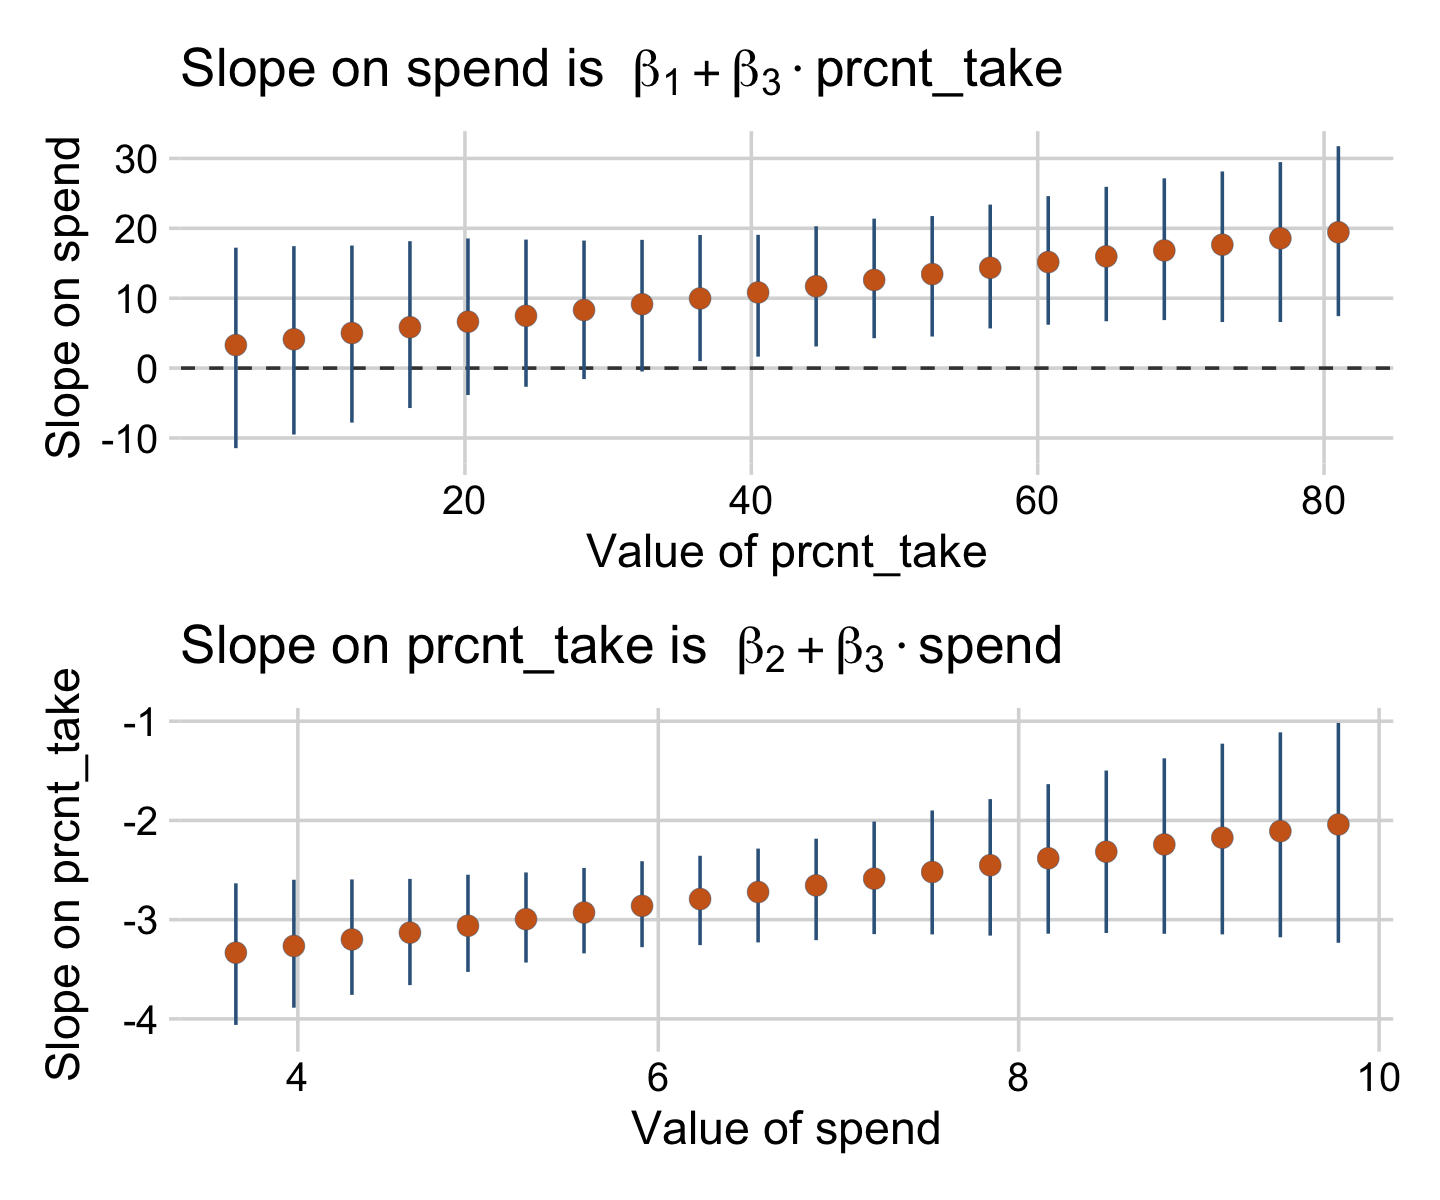 Slope on spend is β₁ + β₃ · prcnt_take
Slope on spend
30
20
10
0
-10
20 40 60 80
Value of prcnt_take
Slope on prcnt_take is β₂ + β₃ · spend
Slope on prcnt_take
-1
-2
-3
-4
4 6 8 10
Value of spend